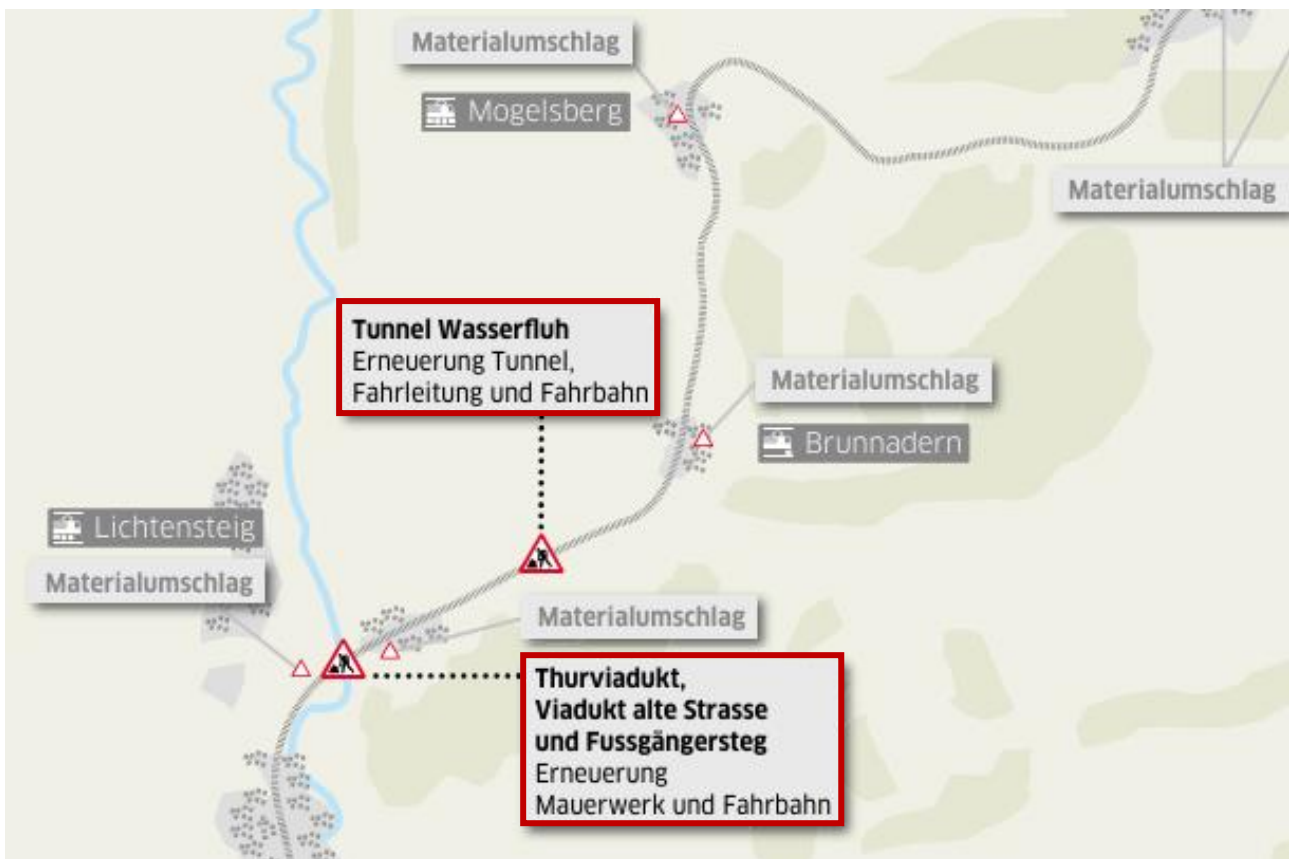 Materialumschlag
Mogelsberg
Materialumschlag
Tunnel Wasserfluh
Erneuerung Tunnel,
Fahrleitung und Fahrbahn
Materialumschlag
Brunnadern
Lichtensteig
Materialumschlag
Materialumschlag
Thurviadukt,
Viadukt alte Strasse
und Fussgängersteg
Erneuerung
Mauerwerk und Fahrbahn